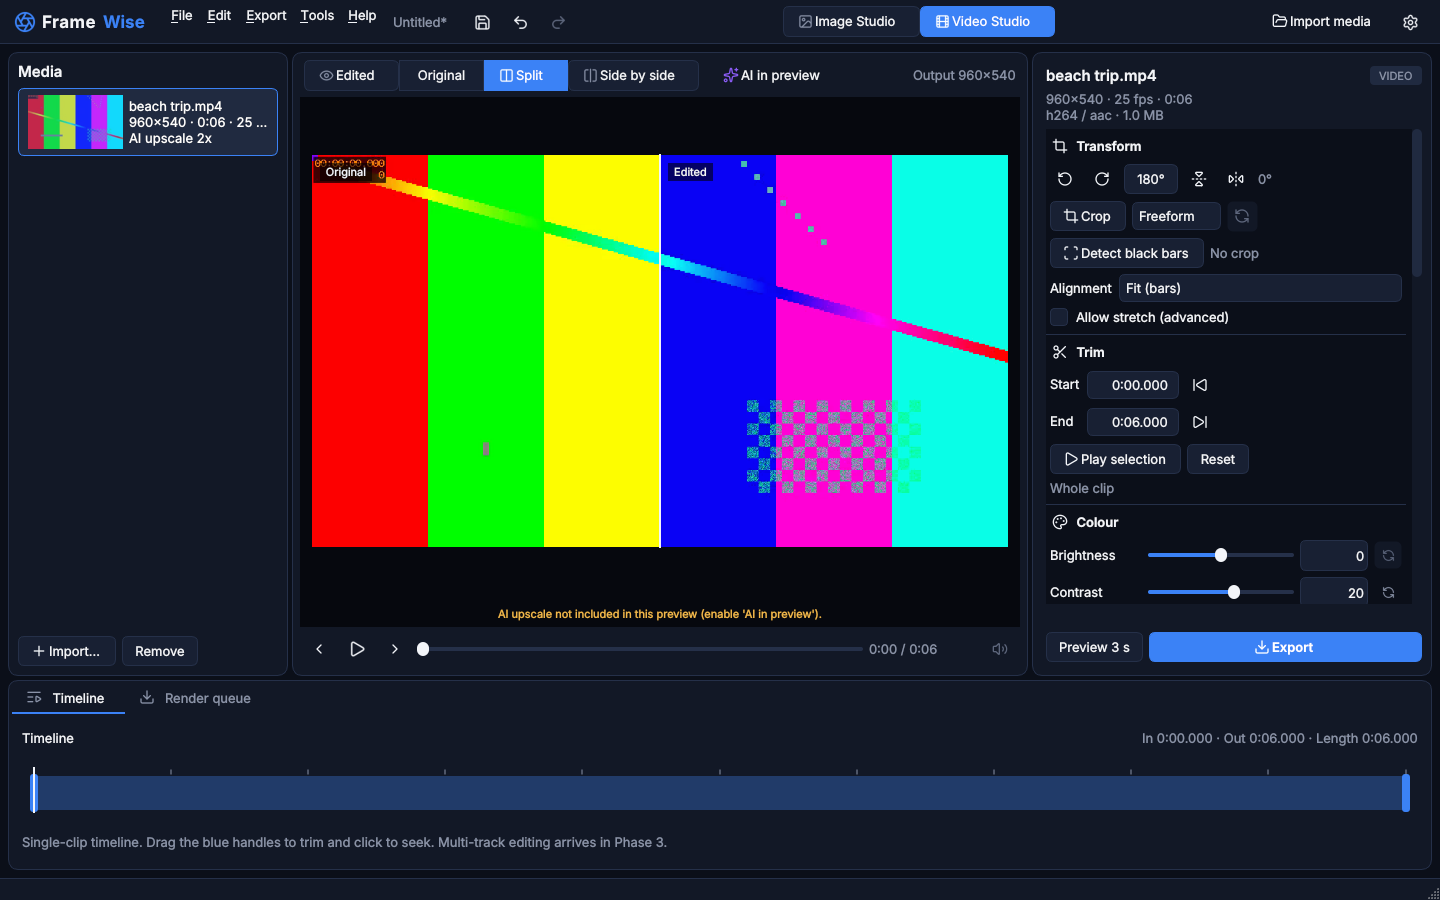 Frame Wise
File Edit Export Tools Help
Untitled*
Image Studio
Video Studio
Import media
Media
beach trip.mp4
960×540 · 0:06 · 25 ...
AI upscale 2x
Import...
Remove
Edited
Original
Split
Side by side
AI in preview
Output 960×540
00:00:00.000
0
Original
Edited
AI upscale not included in this preview (enable 'AI in preview').
0:00 / 0:06
beach trip.mp4
VIDEO
960×540 · 25 fps · 0:06
h264 / aac · 1.0 MB
Transform
180°
0°
Crop
Freeform
Detect black bars
No crop
Alignment
Fit (bars)
Allow stretch (advanced)
Trim
Start
0:00.000
End
0:06.000
Play selection
Reset
Whole clip
Colour
Brightness
0
Contrast
20
Preview 3 s
Export
Timeline
Render queue
Timeline
In 0:00.000 · Out 0:06.000 · Length 0:06.000
Single-clip timeline. Drag the blue handles to trim and click to seek. Multi-track editing arrives in Phase 3.